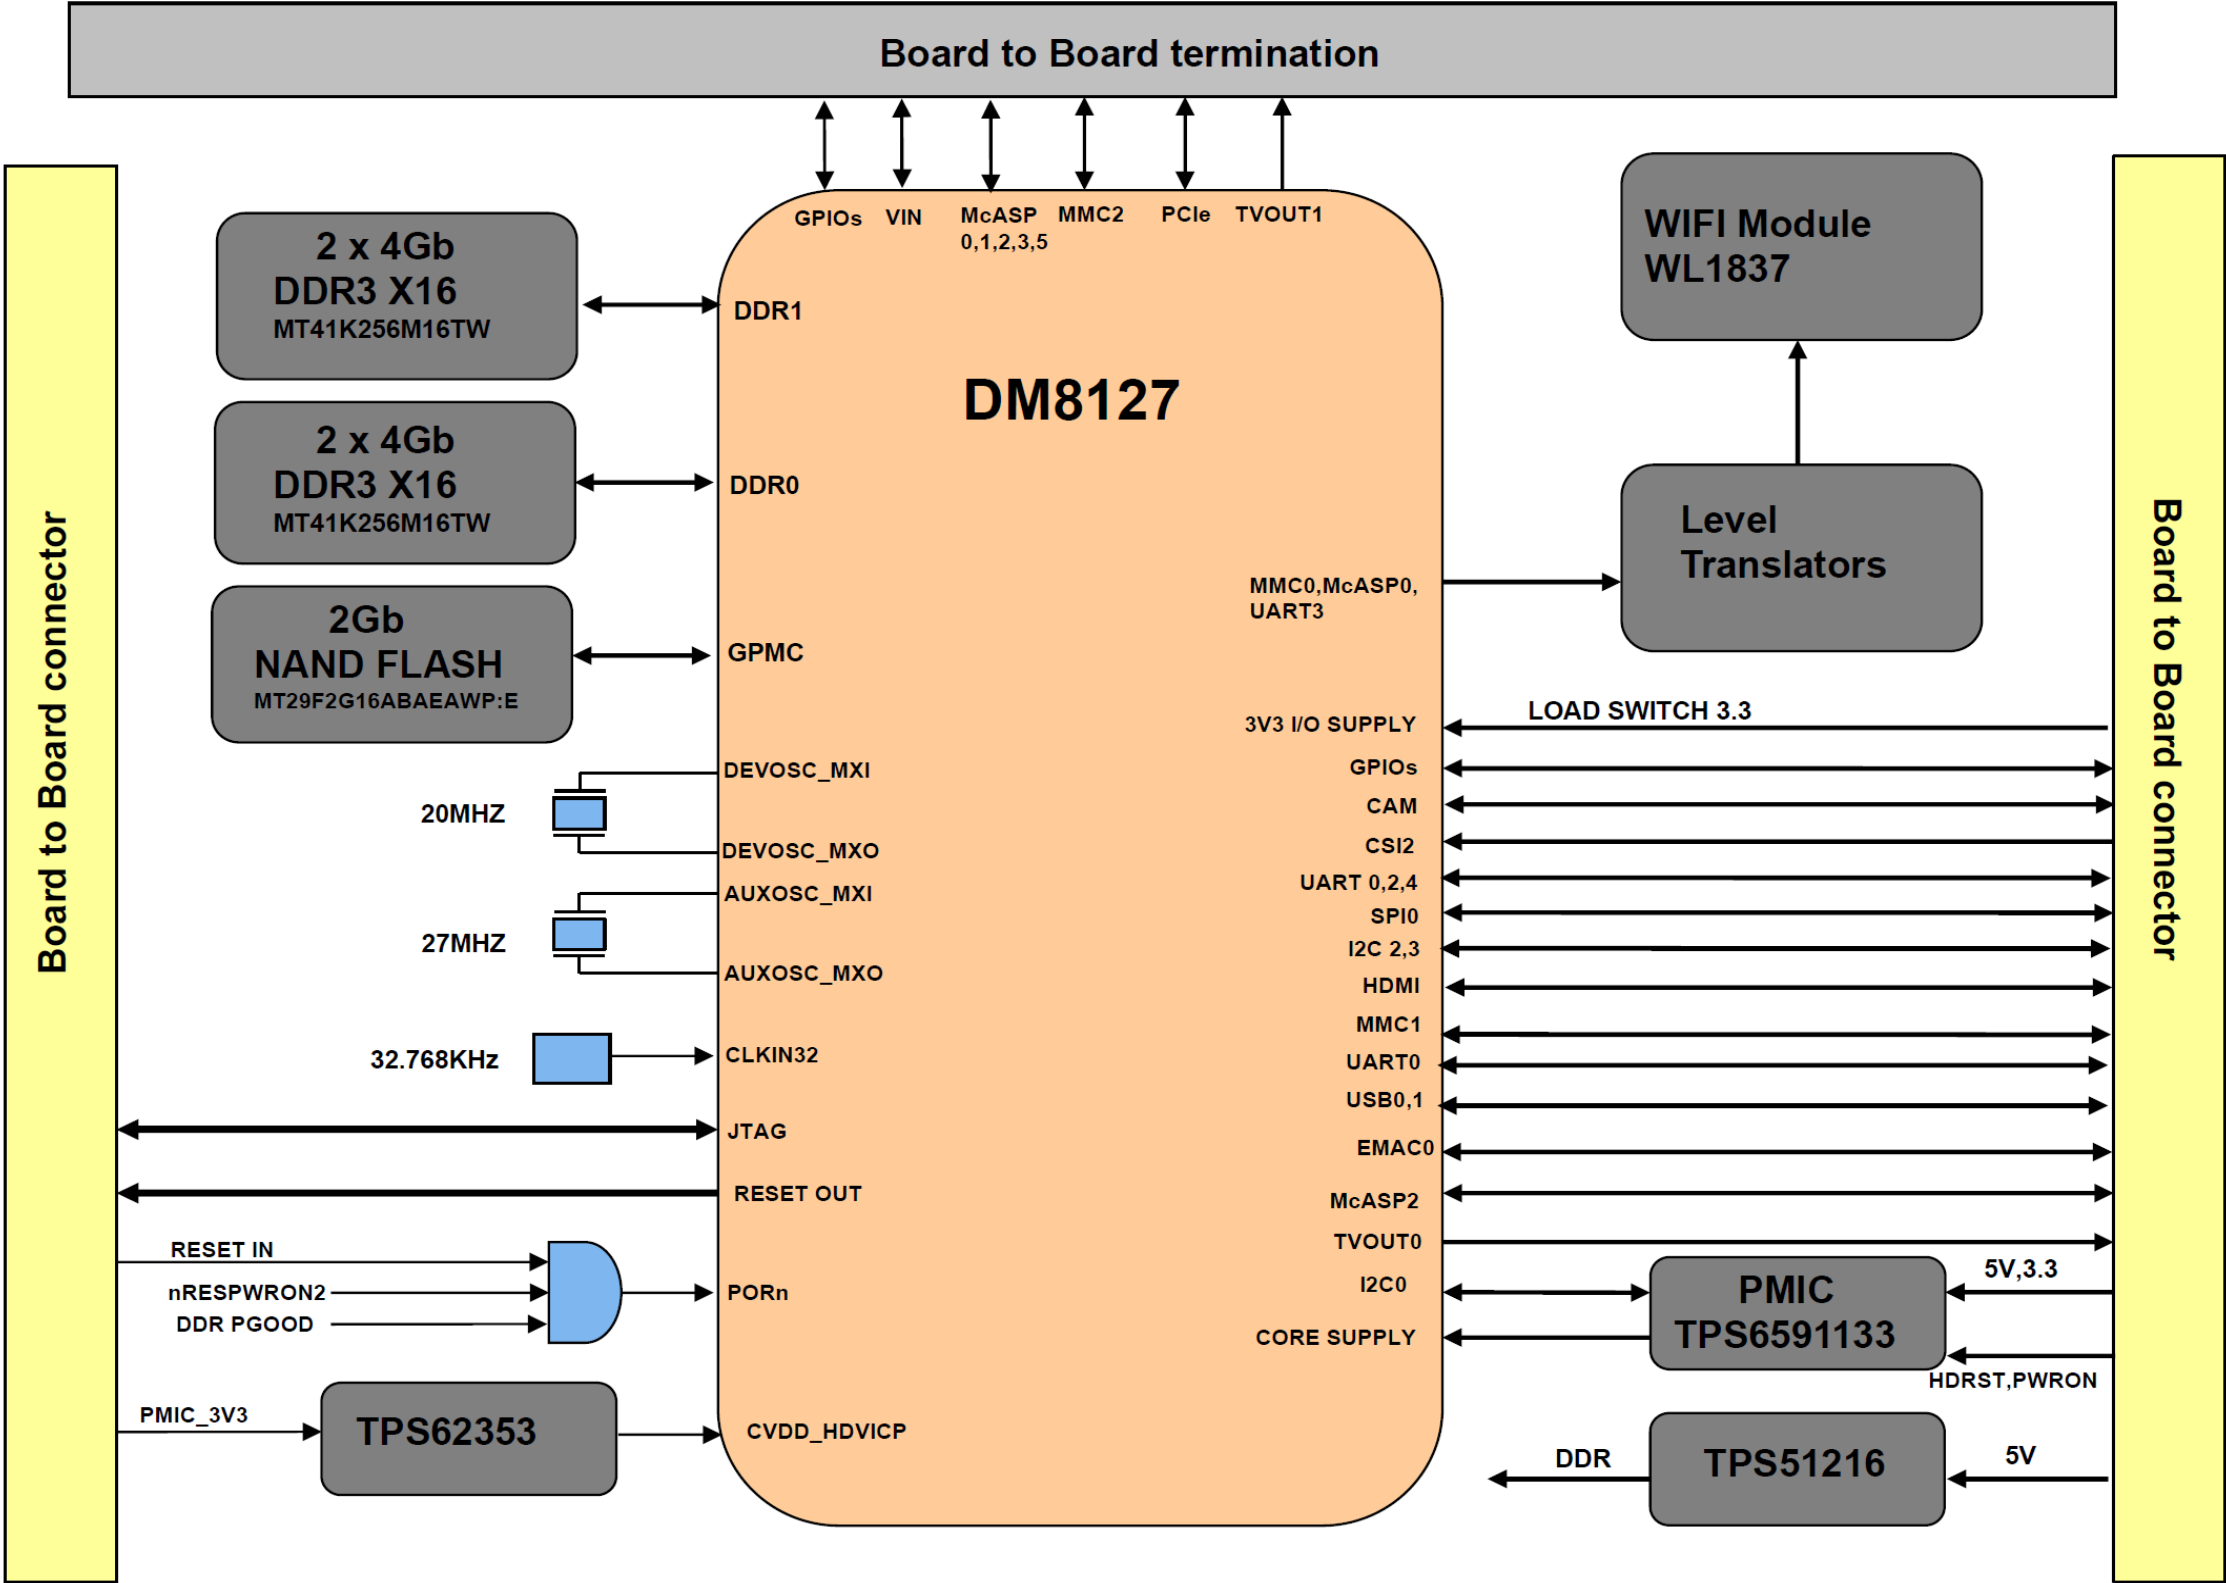 Board to Board termination
GPIOs
VIN
McASP
0,1,2,3,5
MMC2
PCIe
TVOUT1
Board to Board connector
2 x 4Gb
DDR3 X16
MT41K256M16TW
DDR1
2 x 4Gb
DDR3 X16
MT41K256M16TW
DDR0
2Gb
NAND FLASH
MT29F2G16ABAEAWP:E
GPMC
20MHZ
DEVOSC_MXI
DEVOSC_MXO
27MHZ
AUXOSC_MXI
AUXOSC_MXO
32.768KHz
CLKIN32
JTAG
RESET OUT
RESET IN
nRESPWRON2
DDR PGOOD
PORn
PMIC_3V3
TPS62353
CVDD_HDVICP
DM8127
WIFI Module
WL1837
Level
Translators
MMC0,McASP0,
UART3
3V3 I/O SUPPLY
LOAD SWITCH 3.3
GPIOs
CAM
CSI2
UART 0,2,4
SPI0
I2C 2,3
HDMI
MMC1
UART0
USB0,1
EMAC0
McASP2
TVOUT0
I2C0
CORE SUPPLY
PMIC
TPS6591133
5V,3.3
HDRST,PWRON
DDR
TPS51216
5V
Board to Board connector